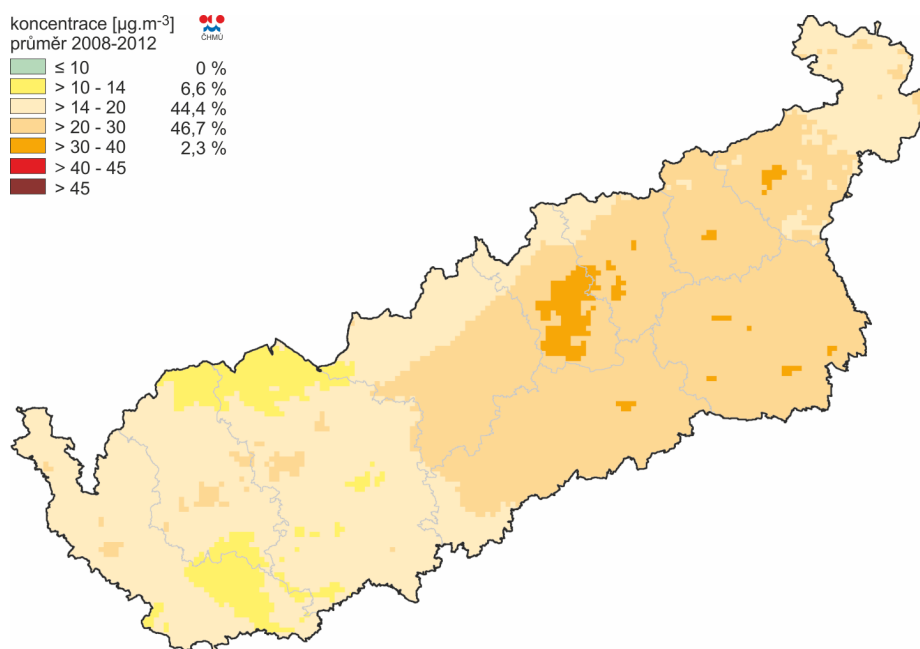 koncentrace [µg.m⁻³]
ČHMÚ
průměr 2008-2012
≤ 10 0 %
> 10 - 14 6,6 %
> 14 - 20 44,4 %
> 20 - 30 46,7 %
> 30 - 40 2,3 %
> 40 - 45
> 45